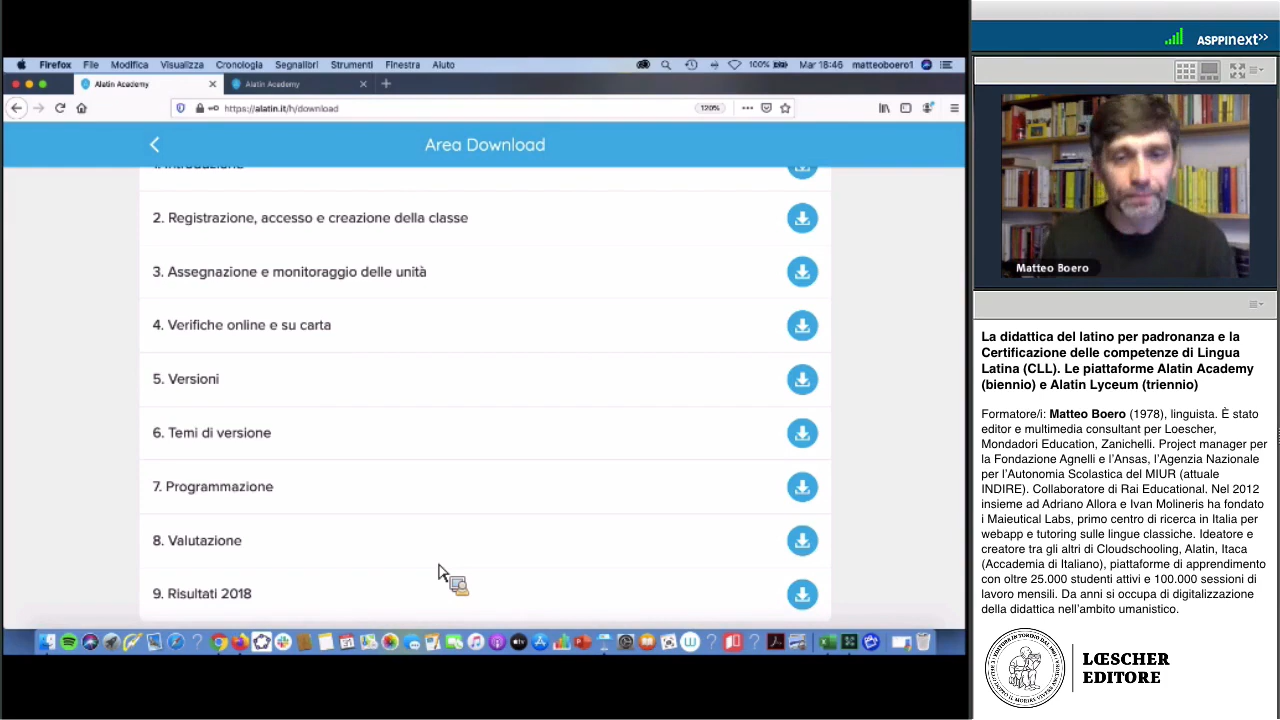 Firefox File Modifica Visualizza Cronologia Segnalibri Strumenti Finestra Aiuto
100% Mar 18:46 matteoboero1
Alatin Academy
Alatin Academy
https://alatin.it/h/download
120%
Area Download
1. Introduzione
2. Registrazione, accesso e creazione della classe
3. Assegnazione e monitoraggio delle unità
4. Verifiche online e su carta
5. Versioni
6. Temi di versione
7. Programmazione
8. Valutazione
9. Risultati 2018
ASPPInext>>
Matteo Boero
La didattica del latino per padronanza e la
Certificazione delle competenze di Lingua
Latina (CLL). Le piattaforme Alatin Academy
(biennio) e Alatin Lyceum (triennio)
Formatore/i: Matteo Boero (1978), linguista. È stato
editor e multimedia consultant per Loescher,
Mondadori Education, Zanichelli. Project manager per
la Fondazione Agnelli e l'Ansas, l'Agenzia Nazionale
per l'Autonomia Scolastica del MIUR (attuale
INDIRE). Collaboratore di Rai Educational. Nel 2012
insieme ad Adriano Allora e Ivan Molineris ha fondato
i Maieutical Labs, primo centro di ricerca in Italia per
webapp e tutoring sulle lingue classiche. Ideatore e
creatore tra gli altri di Cloudschooling, Alatin, Itaca
(Accademia di Italiano), piattaforme di apprendimento
con oltre 25.000 studenti attivi e 100.000 sessioni di
lavoro mensili. Da anni si occupa di digitalizzazione
della didattica nell'ambito umanistico.
LŒSCHER
EDITORE